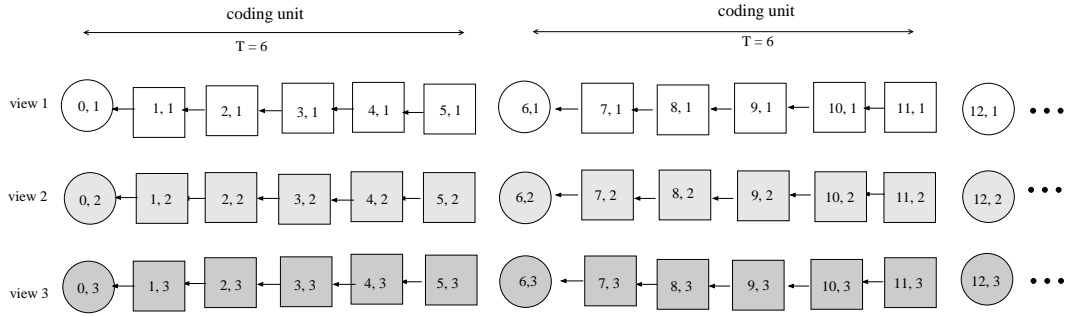 coding unit coding unit
T = 6 T = 6
view 1 0, 1 1, 1 2, 1 3, 1 4, 1 5, 1 6,1 7, 1 8, 1 9, 1 10, 1 11, 1 12, 1 •••
view 2 0, 2 1, 2 2, 2 3, 2 4, 2 5, 2 6,2 7, 2 8, 2 9, 2 10, 2 11, 2 12, 2 •••
view 3 0, 3 1, 3 2, 3 3, 3 4, 3 5, 3 6,3 7, 3 8, 3 9, 3 10, 3 11, 3 12, 3 •••